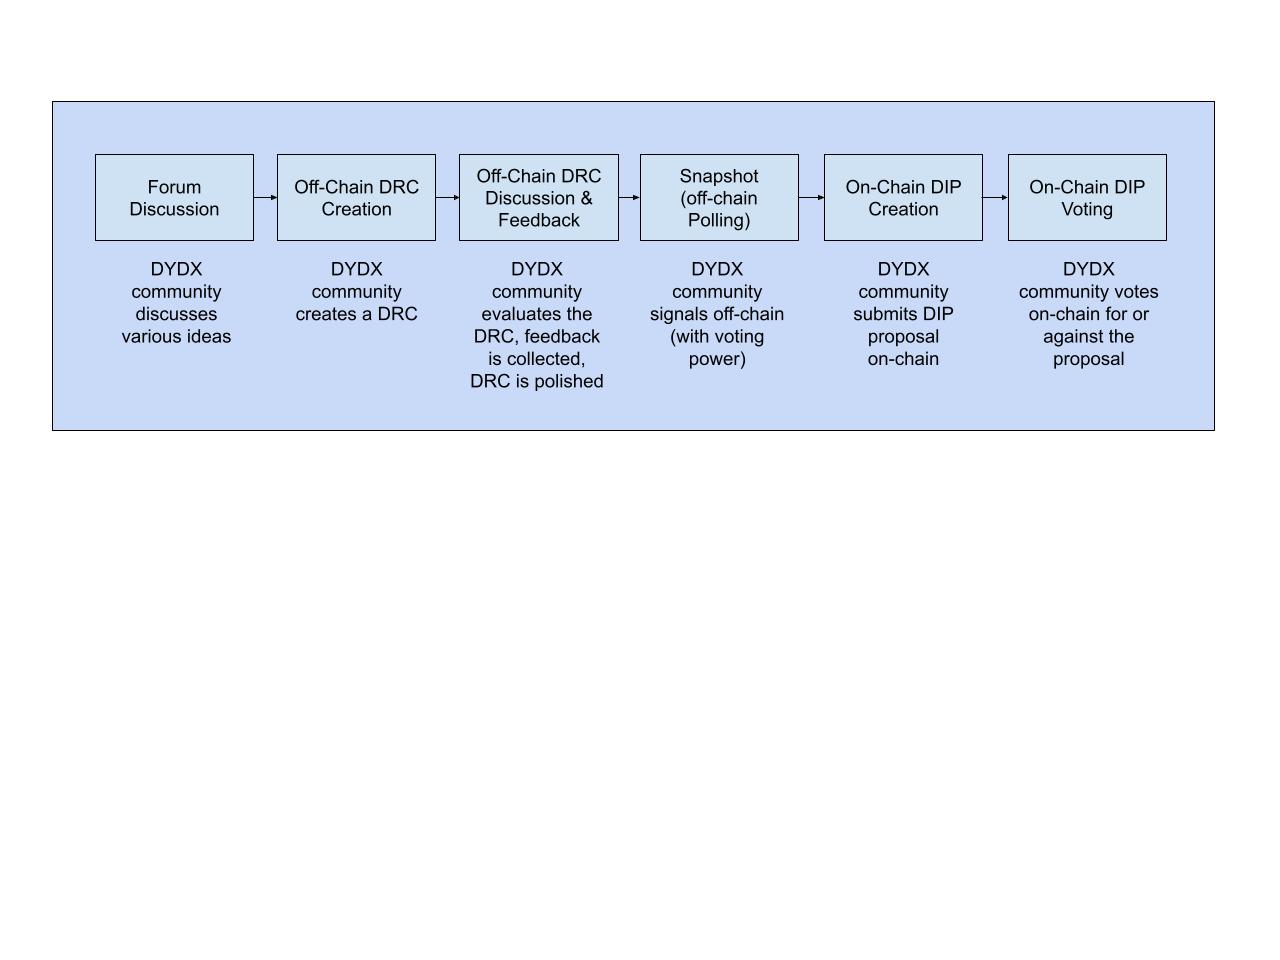 Forum
Discussion
Off-Chain DRC
Creation
Off-Chain DRC
Discussion &
Feedback
Snapshot
(off-chain
Polling)
On-Chain DIP
Creation
On-Chain DIP
Voting
DYDX
community
discusses
various ideas
DYDX
community
creates a DRC
DYDX
community
evaluates the
DRC, feedback
is collected,
DRC is polished
DYDX
community
signals off-chain
(with voting
power)
DYDX
community
submits DIP
proposal
on-chain
DYDX
community votes
on-chain for or
against the
proposal